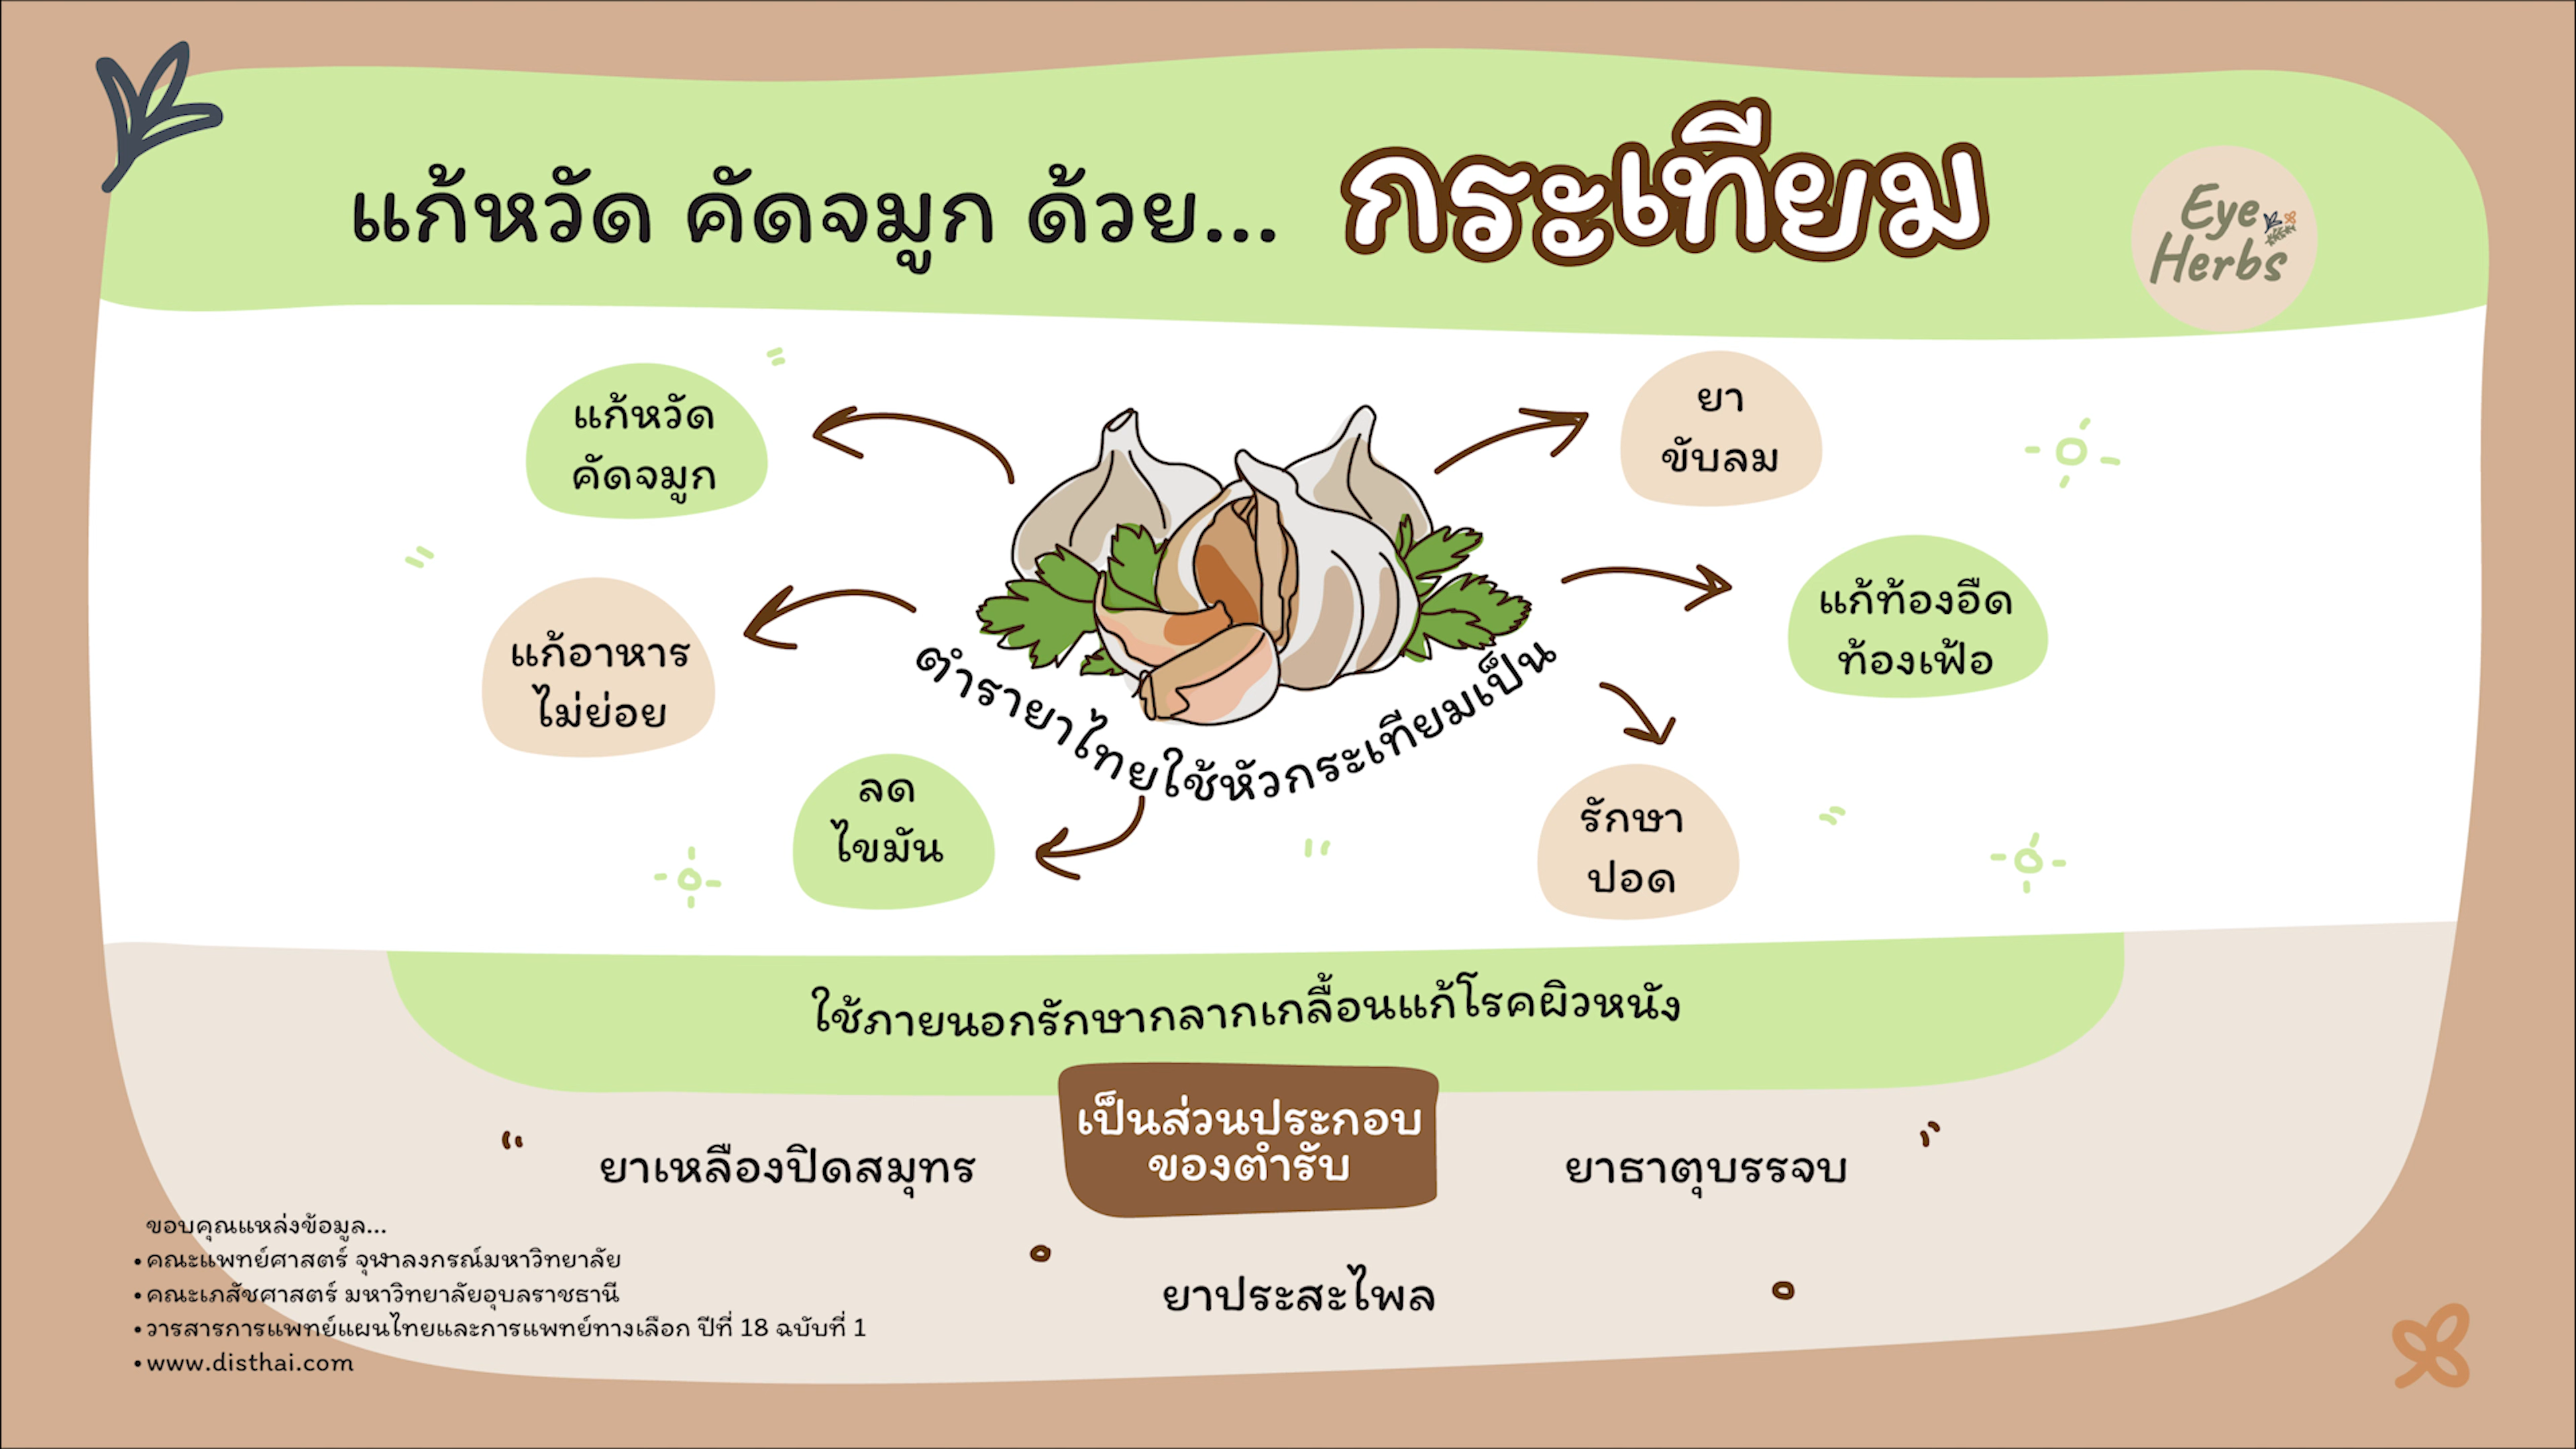 แก้หวัด คัดจมูก ด้วย... กระเทียม
Eye
Herbs
แก้หวัด
คัดจมูก
ยา
ขับลม
แก้อาหาร
ไม่ย่อย
แก้ท้องอืด
ท้องเฟ้อ
ตำรายาไทยใช้หัวกระเทียมเป็น
ลด
ไขมัน
รักษา
ปอด
ใช้ภายนอกรักษากลากเกลื้อนแก้โรคผิวหนัง
เป็นส่วนประกอบ
ของตำรับ
ยาเหลืองปิดสมุทร
ยาธาตุบรรจบ
ยาประสะไพล
ขอบคุณแหล่งข้อมูล...
• คณะแพทย์ศาสตร์ จุฬาลงกรณ์มหาวิทยาลัย
• คณะเภสัชศาสตร์ มหาวิทยาลัยอุบลราชธานี
• วารสารการแพทย์แผนไทยและการแพทย์ทางเลือก ปีที่ 18 ฉบับที่ 1
• www.disthai.com